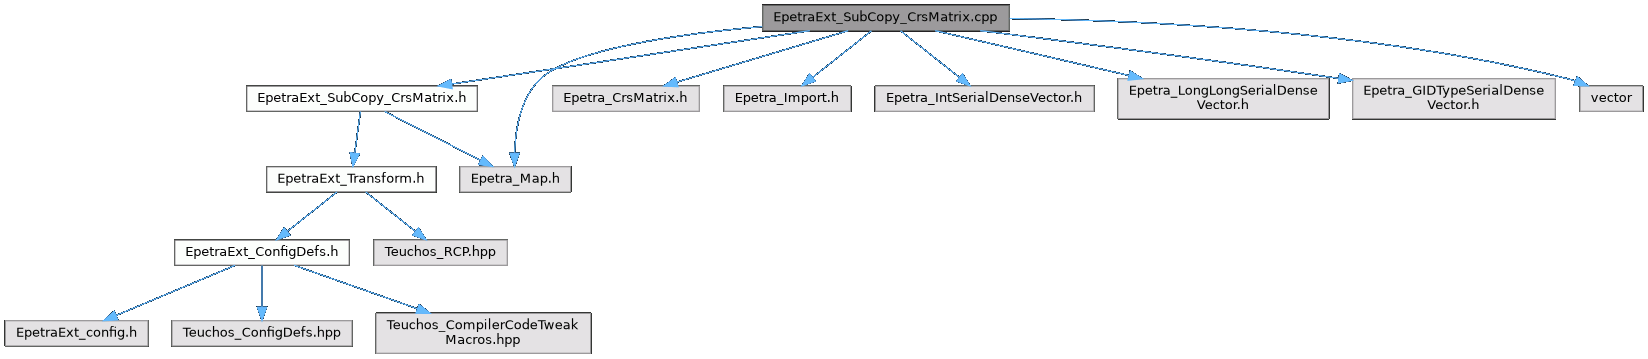 EpetraExt_SubCopy_CrsMatrix.cpp
EpetraExt_SubCopy_CrsMatrix.h
Epetra_CrsMatrix.h
Epetra_Import.h
Epetra_IntSerialDenseVector.h
Epetra_LongLongSerialDense
Vector.h
Epetra_GIDTypeSerialDense
Vector.h
vector
EpetraExt_Transform.h
Epetra_Map.h
EpetraExt_ConfigDefs.h
Teuchos_RCP.hpp
EpetraExt_config.h
Teuchos_ConfigDefs.hpp
Teuchos_CompilerCodeTweak
Macros.hpp